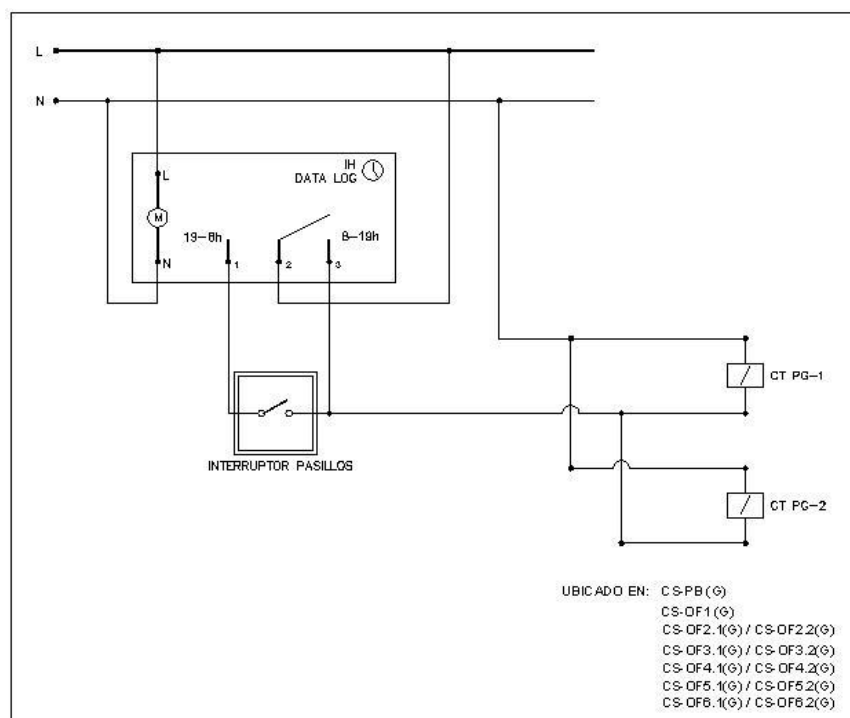 L
N
IH
DATA LOG
L
M
19-8h
8-19h
N
1
2
3
CT PG-1
INTERRUPTOR PASILLOS
CT PG-2
UBICADO EN: CS-PB(G)
CS-OF1(G)
CS-OF2.1(G) / CS-OF2.2(G)
CS-OF3.1(G) / CS-OF3.2(G)
CS-OF4.1(G) / CS-OF4.2(G)
CS-OF5.1(G) / CS-OF5.2(G)
CS-OF6.1(G) / CS-OF6.2(G)